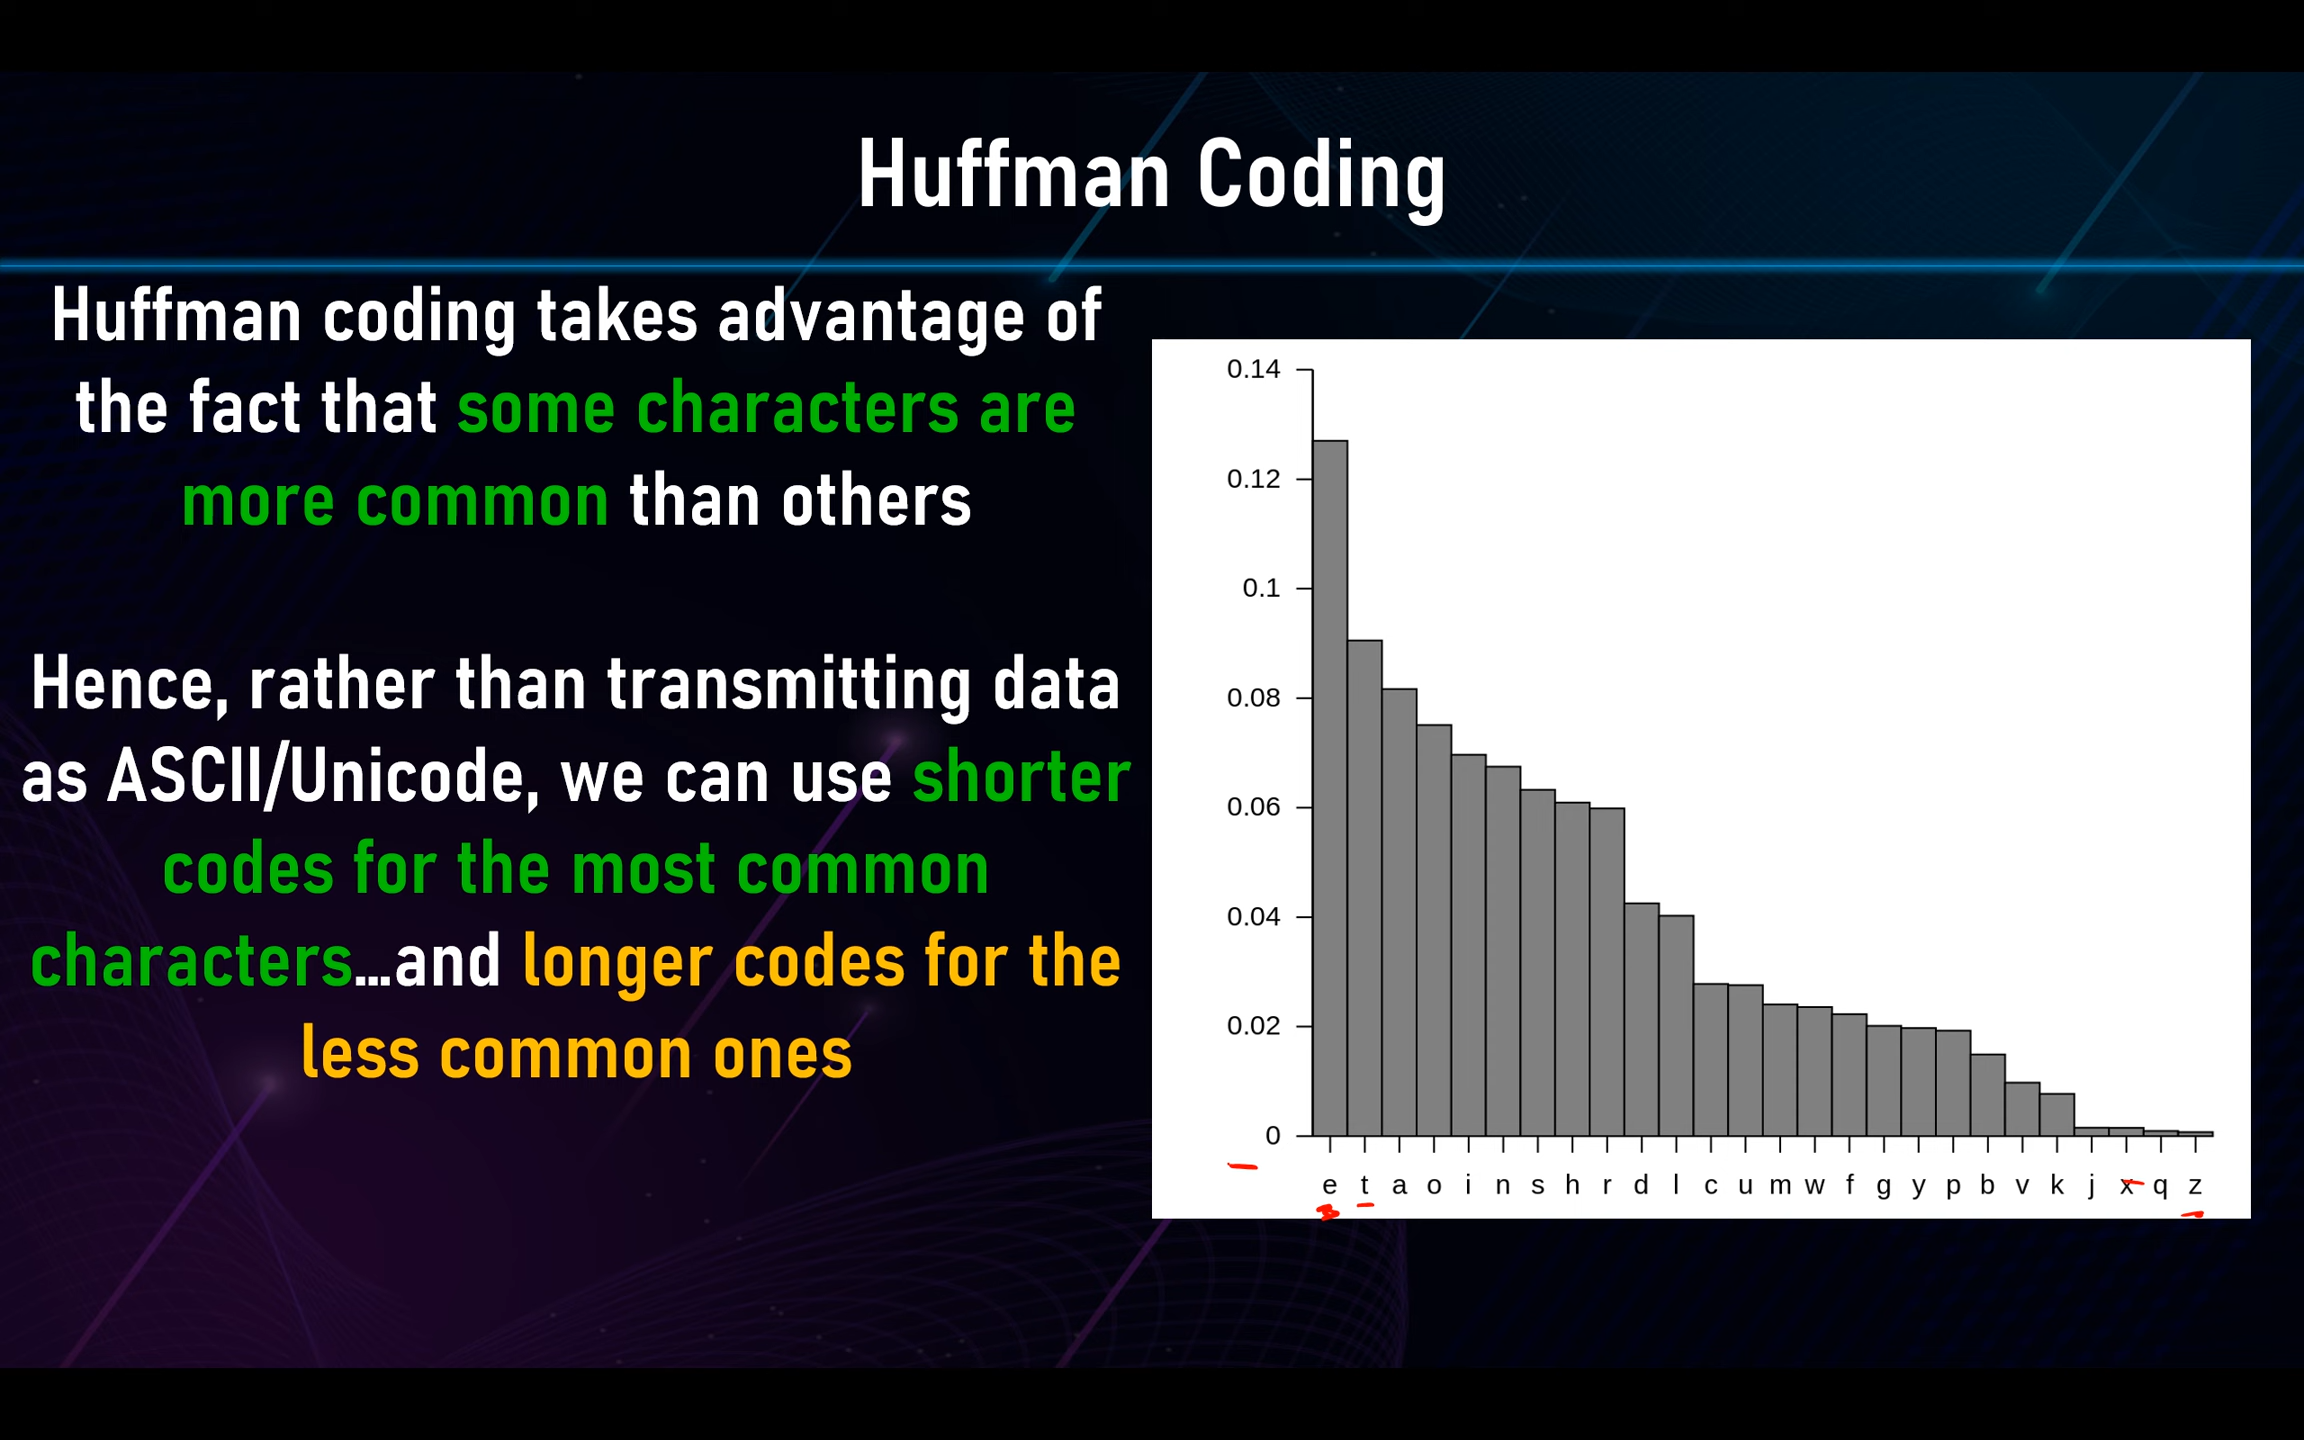 Huffman Coding
Huffman coding takes advantage of
the fact that some characters are
more common than others
Hence, rather than transmitting data
as ASCII/Unicode, we can use shorter
codes for the most common
characters...and longer codes for the
less common ones
0.14
0.12
0.1
0.08
0.06
0.04
0.02
0
e t a o i n s h r d l c u m w f g y p b v k j x q z